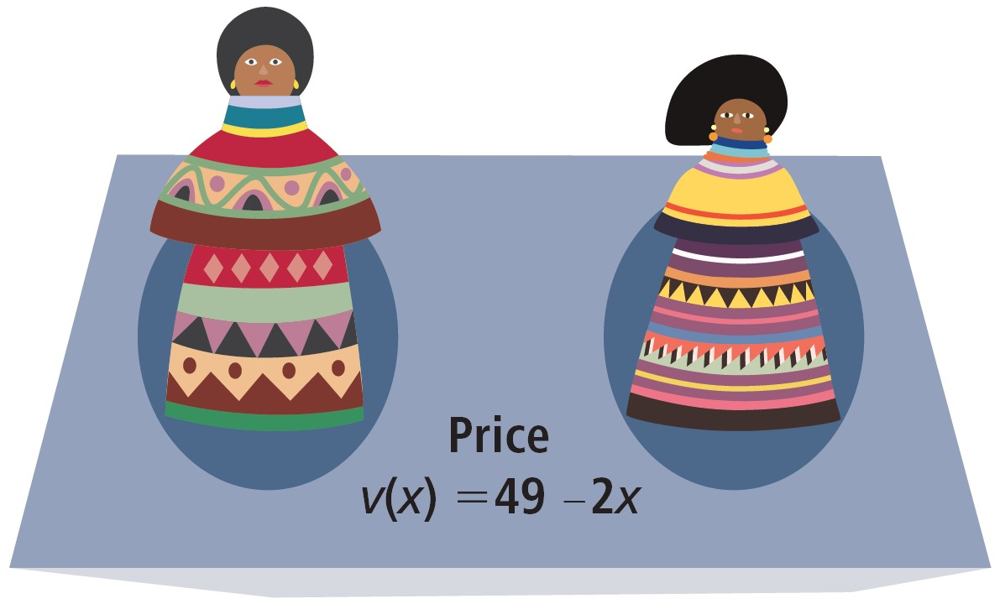 Price
v(x) = 49 – 2x